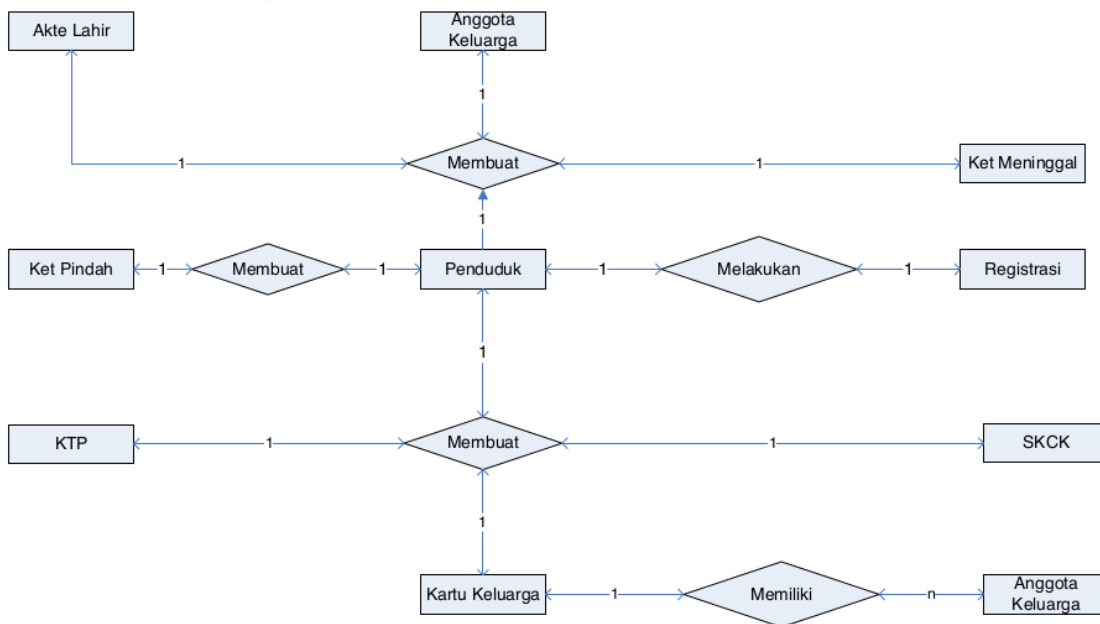 Akte Lahir
Anggota
Keluarga
1
1
Membuat
1
Ket Meninggal
1
Ket Pindah
1
Membuat
1
Penduduk
1
Melakukan
1
Registrasi
1
KTP
1
Membuat
1
SKCK
1
Kartu Keluarga
1
Memiliki
n
Anggota
Keluarga